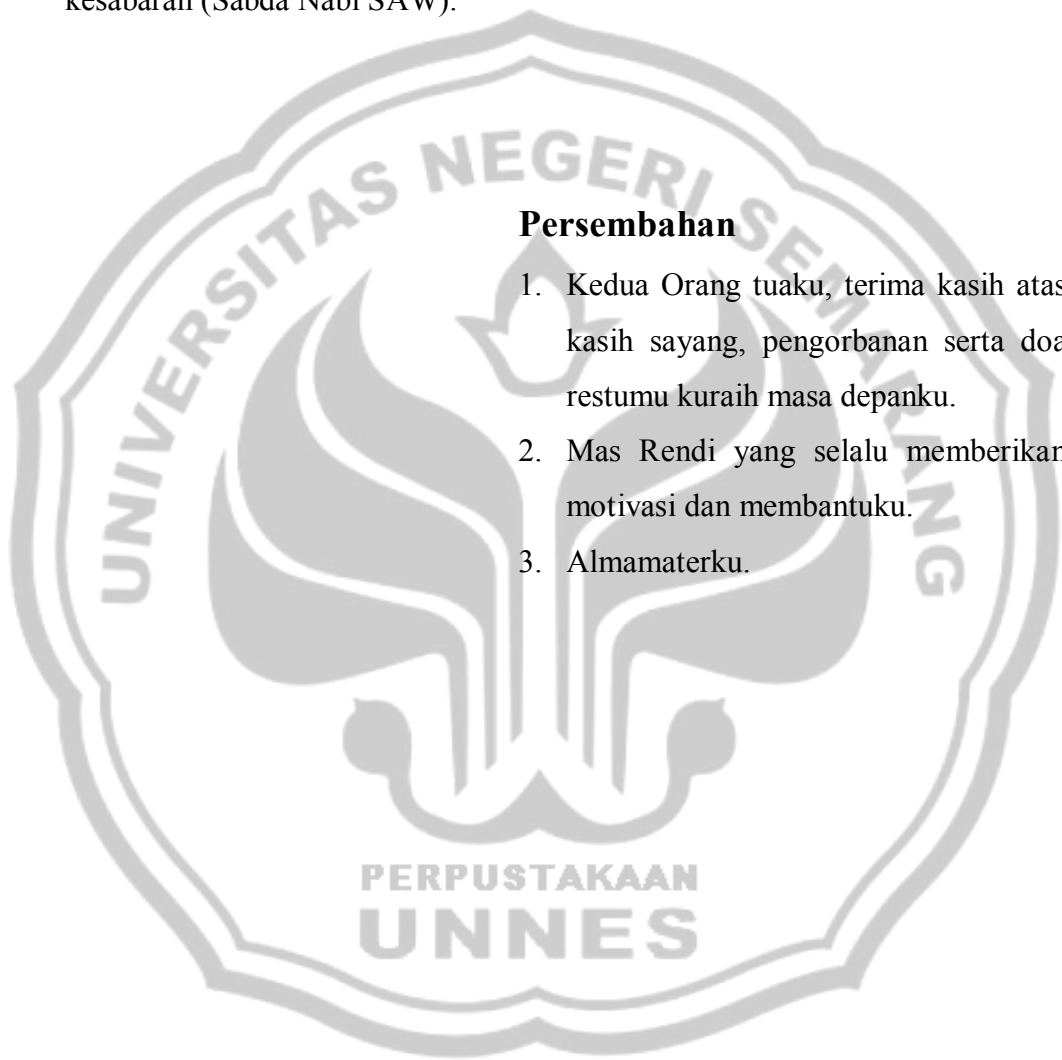 kesabaran (Sabda Nabi SAW).
UNIVERSITAS NEGERI SEMARANG
Persembahan
1. Kedua Orang tuaku, terima kasih atas
kasih sayang, pengorbanan serta doa
restumu kuraih masa depanku.
2. Mas Rendi yang selalu memberikan
motivasi dan membantuku.
3. Almamaterku.
PERPUSTAKAAN
UNNES